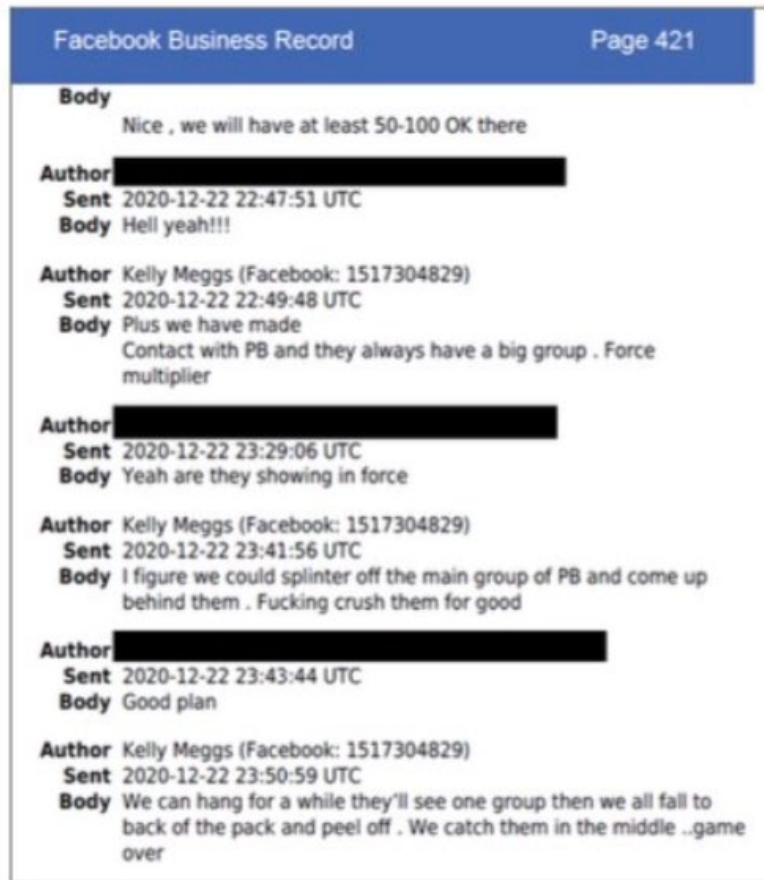 Facebook Business Record Page 421
Body
Nice , we will have at least 50-100 OK there
Author
Sent 2020-12-22 22:47:51 UTC
Body Hell yeah!!!
Author Kelly Meggs (Facebook: 1517304829)
Sent 2020-12-22 22:49:48 UTC
Body Plus we have made
Contact with PB and they always have a big group . Force
multiplier
Author
Sent 2020-12-22 23:29:06 UTC
Body Yeah are they showing in force
Author Kelly Meggs (Facebook: 1517304829)
Sent 2020-12-22 23:41:56 UTC
Body I figure we could splinter off the main group of PB and come up
behind them . Fucking crush them for good
Author
Sent 2020-12-22 23:43:44 UTC
Body Good plan
Author Kelly Meggs (Facebook: 1517304829)
Sent 2020-12-22 23:50:59 UTC
Body We can hang for a while they'll see one group then we all fall to
back of the pack and peel off . We catch them in the middle ..game
over